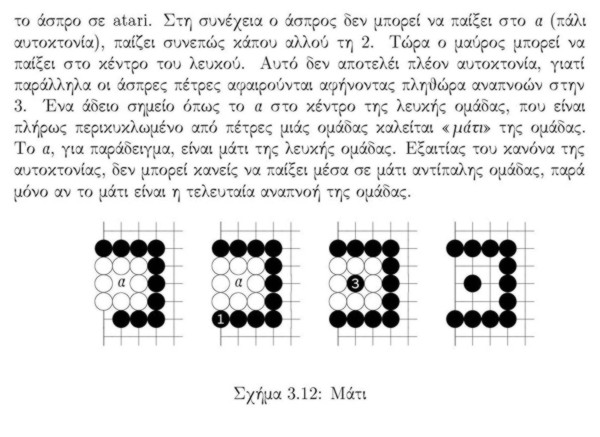 το άσπρο σε atari. Στη συνέχεια ο άσπρος δεν μπορεί να παίξει στο a (πάλι
αυτοκτονία), παίζει συνεπώς κάπου αλλού τη 2. Τώρα ο μαύρος μπορεί να
παίξει στο κέντρο του λευκού. Αυτό δεν αποτελέι πλέον αυτοκτονία, γιατί
παράλληλα οι άσπρες πέτρες αφαιρούνται αφήνοντας πληθώρα αναπνοών στην
3. Ένα άδειο σημείο όπως το a στο κέντρο της λευκής ομάδας, που είναι
πλήρως περικυκλωμένο από πέτρες μιάς ομάδας καλείται «μάτι» της ομάδας.
Το a, για παράδειγμα, είναι μάτι της λευκής ομάδας. Εξαιτίας του κανόνα της
αυτοκτονίας, δεν μπορεί κανείς να παίξει μέσα σε μάτι αντίπαλης ομάδας, παρά
μόνο αν το μάτι είναι η τελευταία αναπνοή της ομάδας.
a a 3
1
Σχήμα 3.12: Μάτι